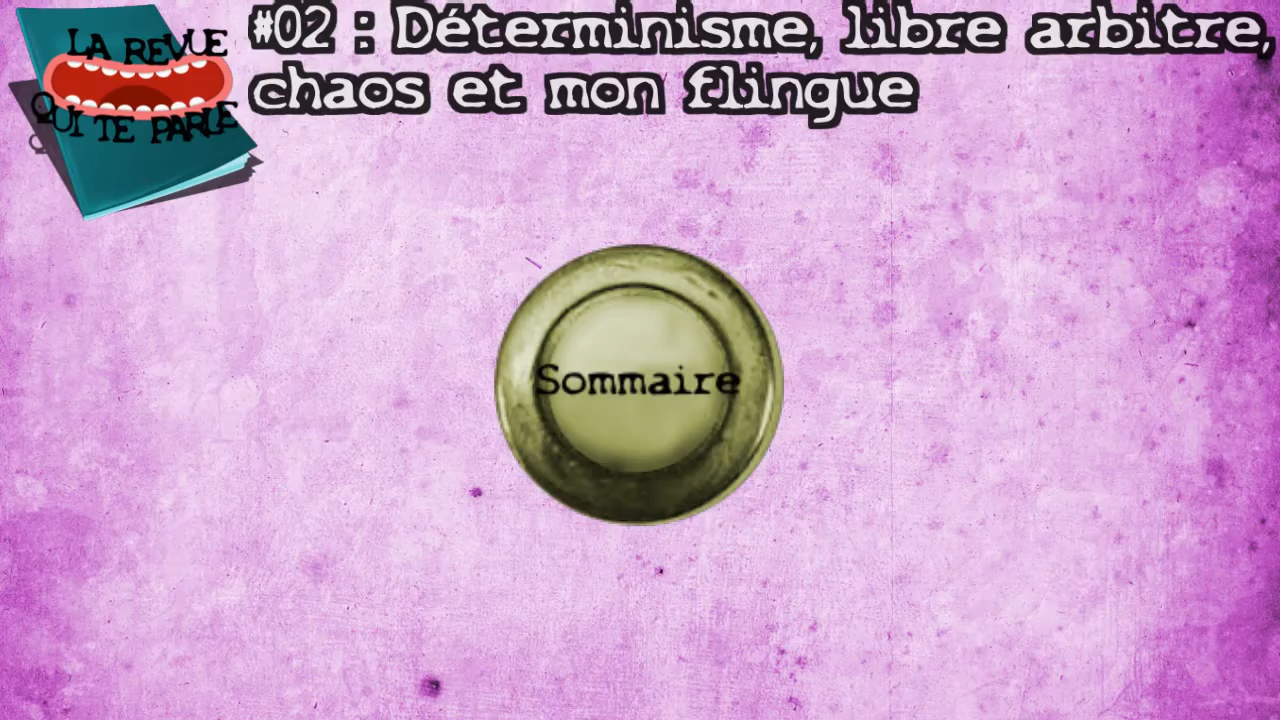 #02 : Déterminisme, libre arbitre,
chaos et mon flingue
LA REVUE
QUI TE PARLE
Sommaire